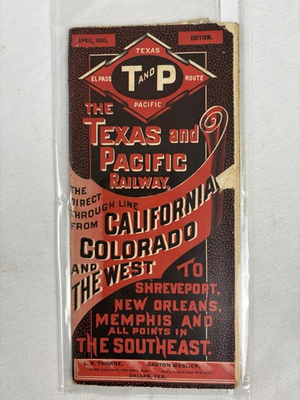 APRIL, 1895,
EDITION.
TEXAS
EL PASO
T AND P
ROUTE
PACIFIC
THE
TEXAS and
PACIFIC
RAILWAY,
THE
DIRECT
THROUGH LINE
FROM
CALIFORNIA
COLORADO
AND
THE WEST
TO
SHREVEPORT,
NEW ORLEANS,
MEMPHIS AND
ALL POINTS IN
THE SOUTHEAST.
L. S. THORNE,
GASTON MESLIER,
DALLAS, TEX.